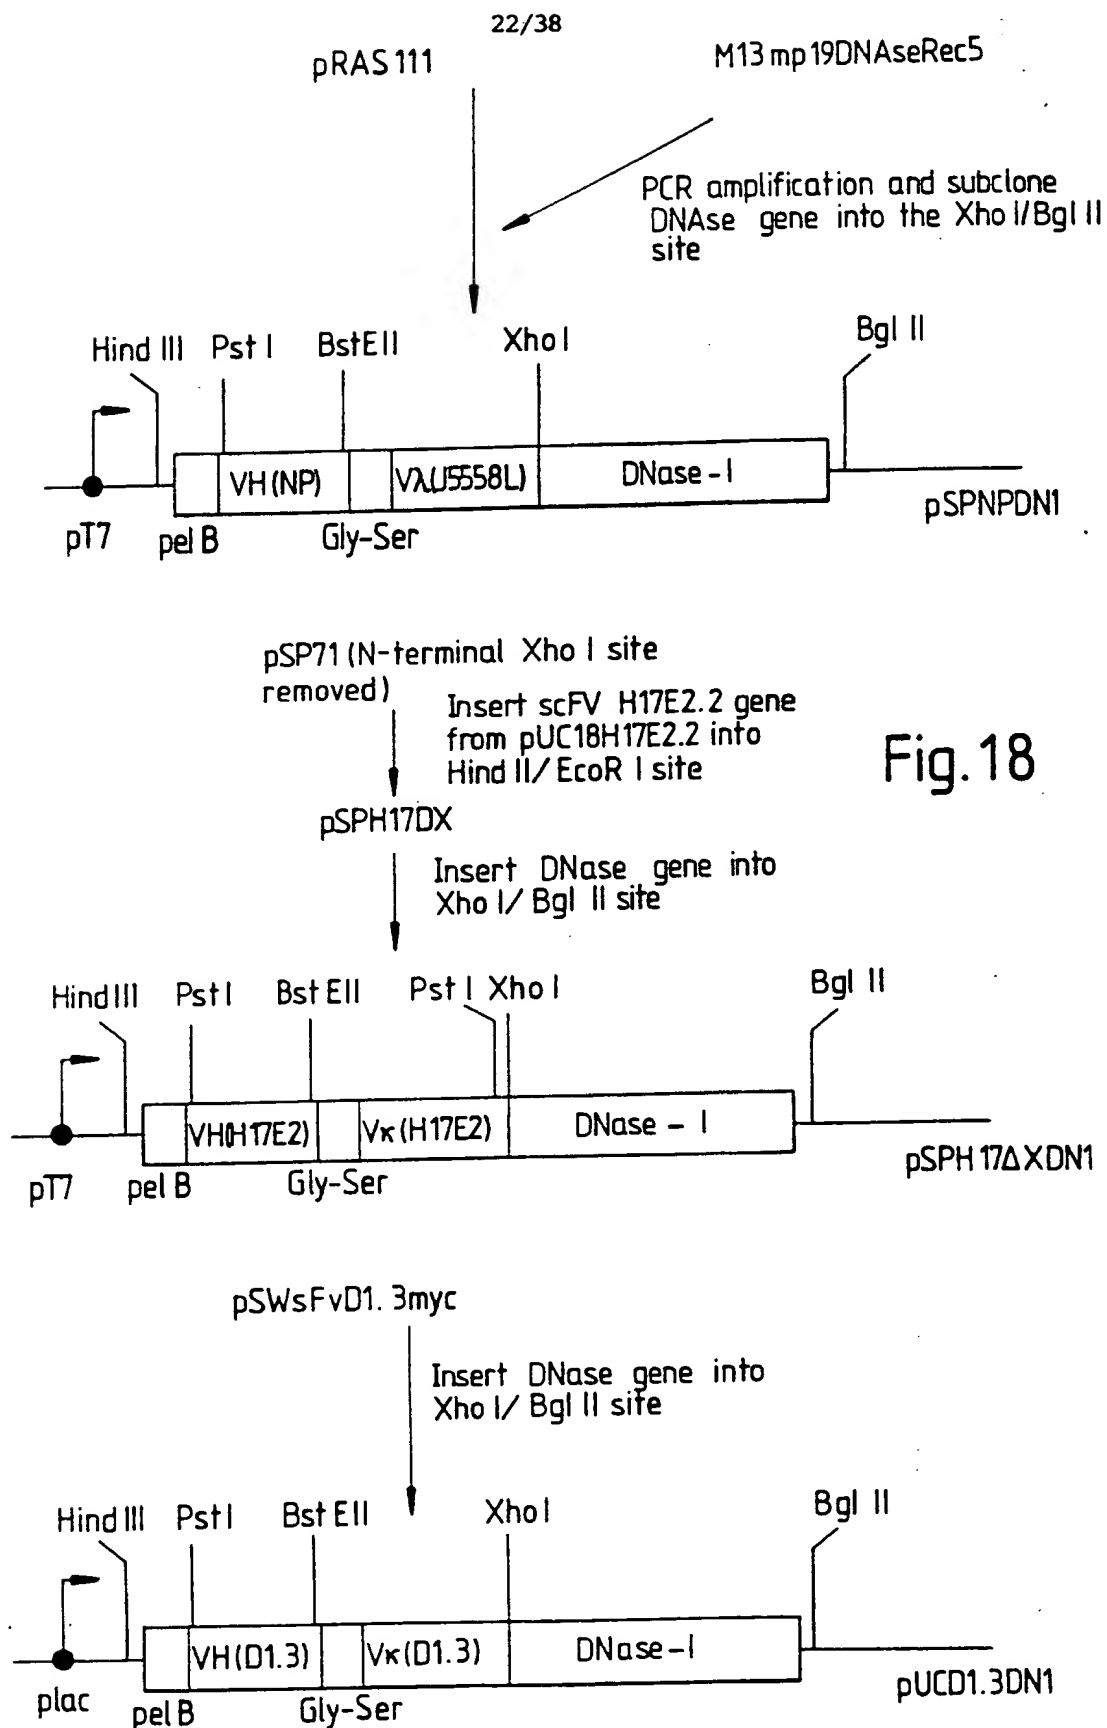 22/38
pRAS 111
M13 mp19DNAseRec5
PCR amplification and subclone
DNAse gene into the Xho I/Bgl II
site
Hind III Pst I BstE II Xho I Bgl II
VH (NP) Vλ(J5558L) DNase - I
pT7 pel B Gly-Ser pSPNPDN1
pSP71 (N-terminal Xho I site
removed)
Insert scFV H17E2.2 gene
from pUC18H17E2.2 into
Hind II/ EcoR I site
Fig. 18
pSPH17DX
Insert DNase gene into
Xho I/ Bgl II site
Hind III Pst I Bst E II Pst I Xho I Bgl II
VH(H17E2) Vκ (H17E2) DNase - I
pT7 pel B Gly-Ser pSPH 17ΔXDN1
pSWsFvD1. 3myc
Insert DNase gene into
Xho I/ Bgl II site
Hind III Pst I Bst E II Xho I Bgl II
VH (D1.3) Vκ (D1.3) DNase - I
plac pel B Gly-Ser pUCD1.3DN1